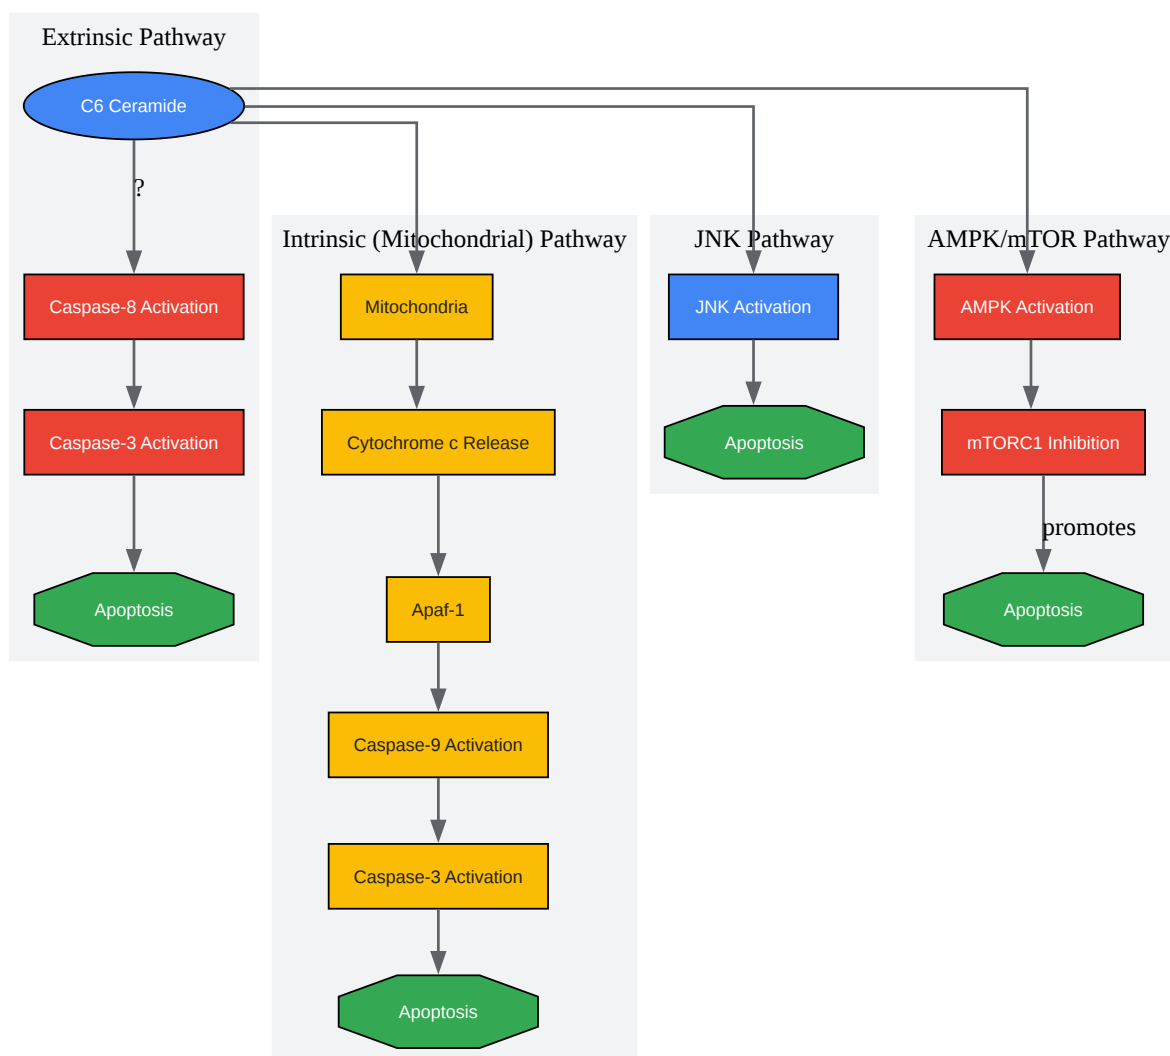 Extrinsic Pathway
C6 Ceramide
?
Caspase-8 Activation
Caspase-3 Activation
Apoptosis
Intrinsic (Mitochondrial) Pathway
Mitochondria
Cytochrome c Release
Apaf-1
Caspase-9 Activation
Caspase-3 Activation
Apoptosis
JNK Pathway
JNK Activation
Apoptosis
AMPK/mTOR Pathway
AMPK Activation
mTORC1 Inhibition
promotes
Apoptosis